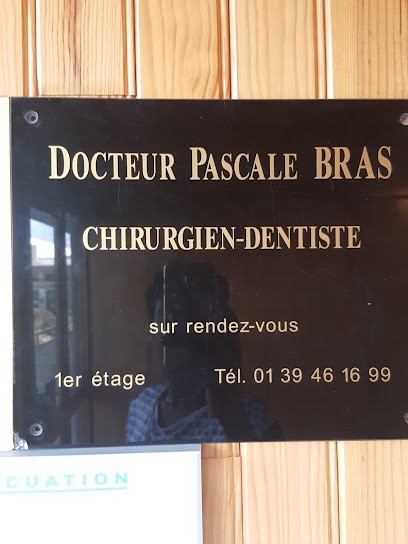 DOCTEUR PASCALE BRAS
CHIRURGIEN-DENTISTE
sur rendez-vous
1er étage Tél. 01 39 46 16 99
CUATION